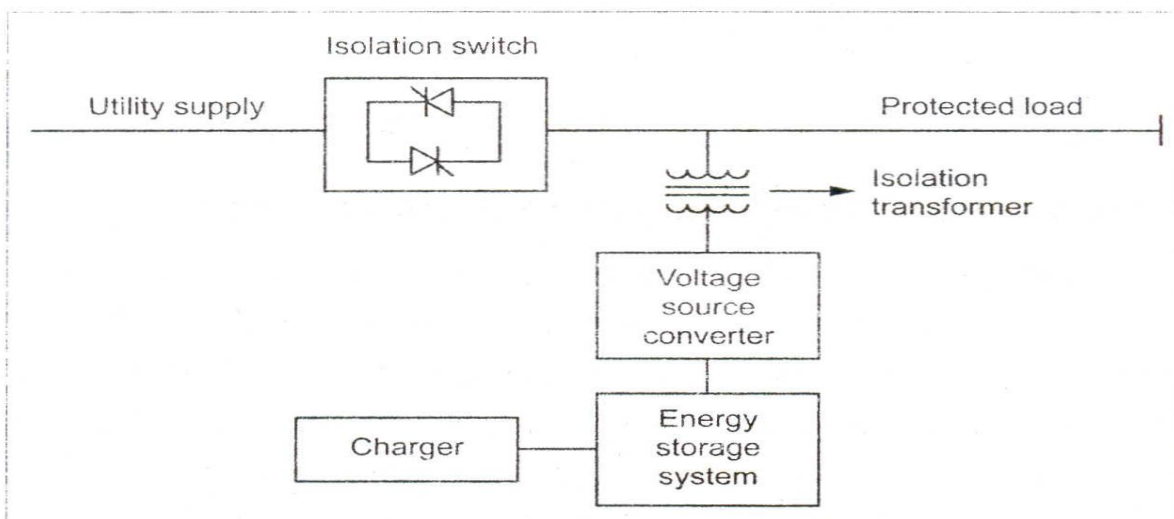 Isolation switch
Utility supply
Protected load
Isolation
transformer
Voltage
source
converter
Energy
storage
system
Charger